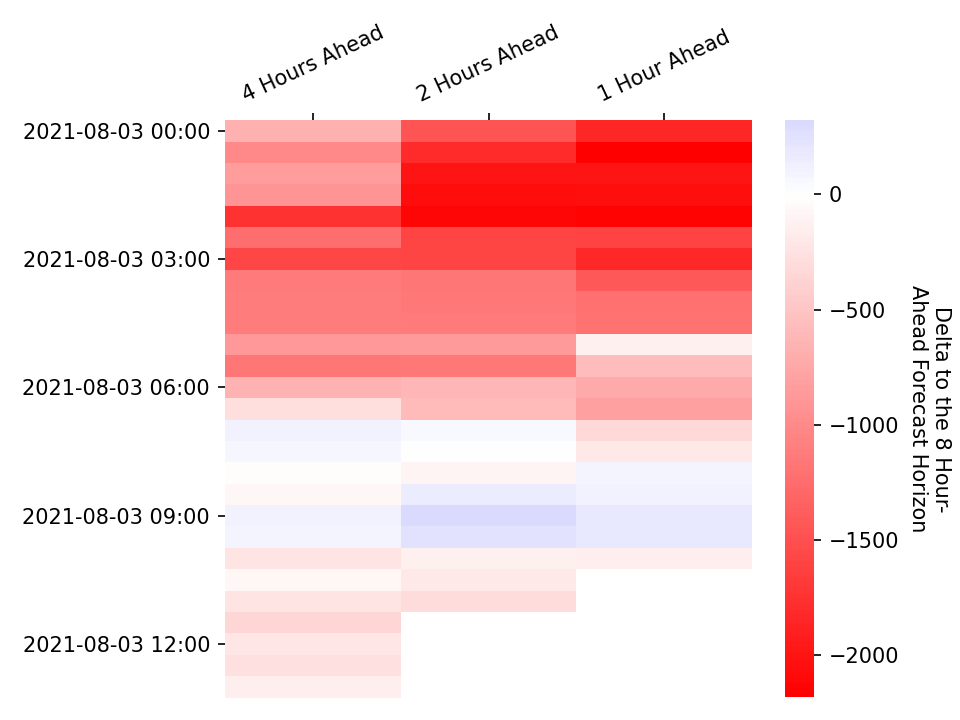 4 Hours Ahead
2 Hours Ahead
1 Hour Ahead
2021-08-03 00:00
2021-08-03 03:00
2021-08-03 06:00
2021-08-03 09:00
2021-08-03 12:00
0
−500
−1000
−1500
−2000
Delta to the 8 Hour-
Ahead Forecast Horizon